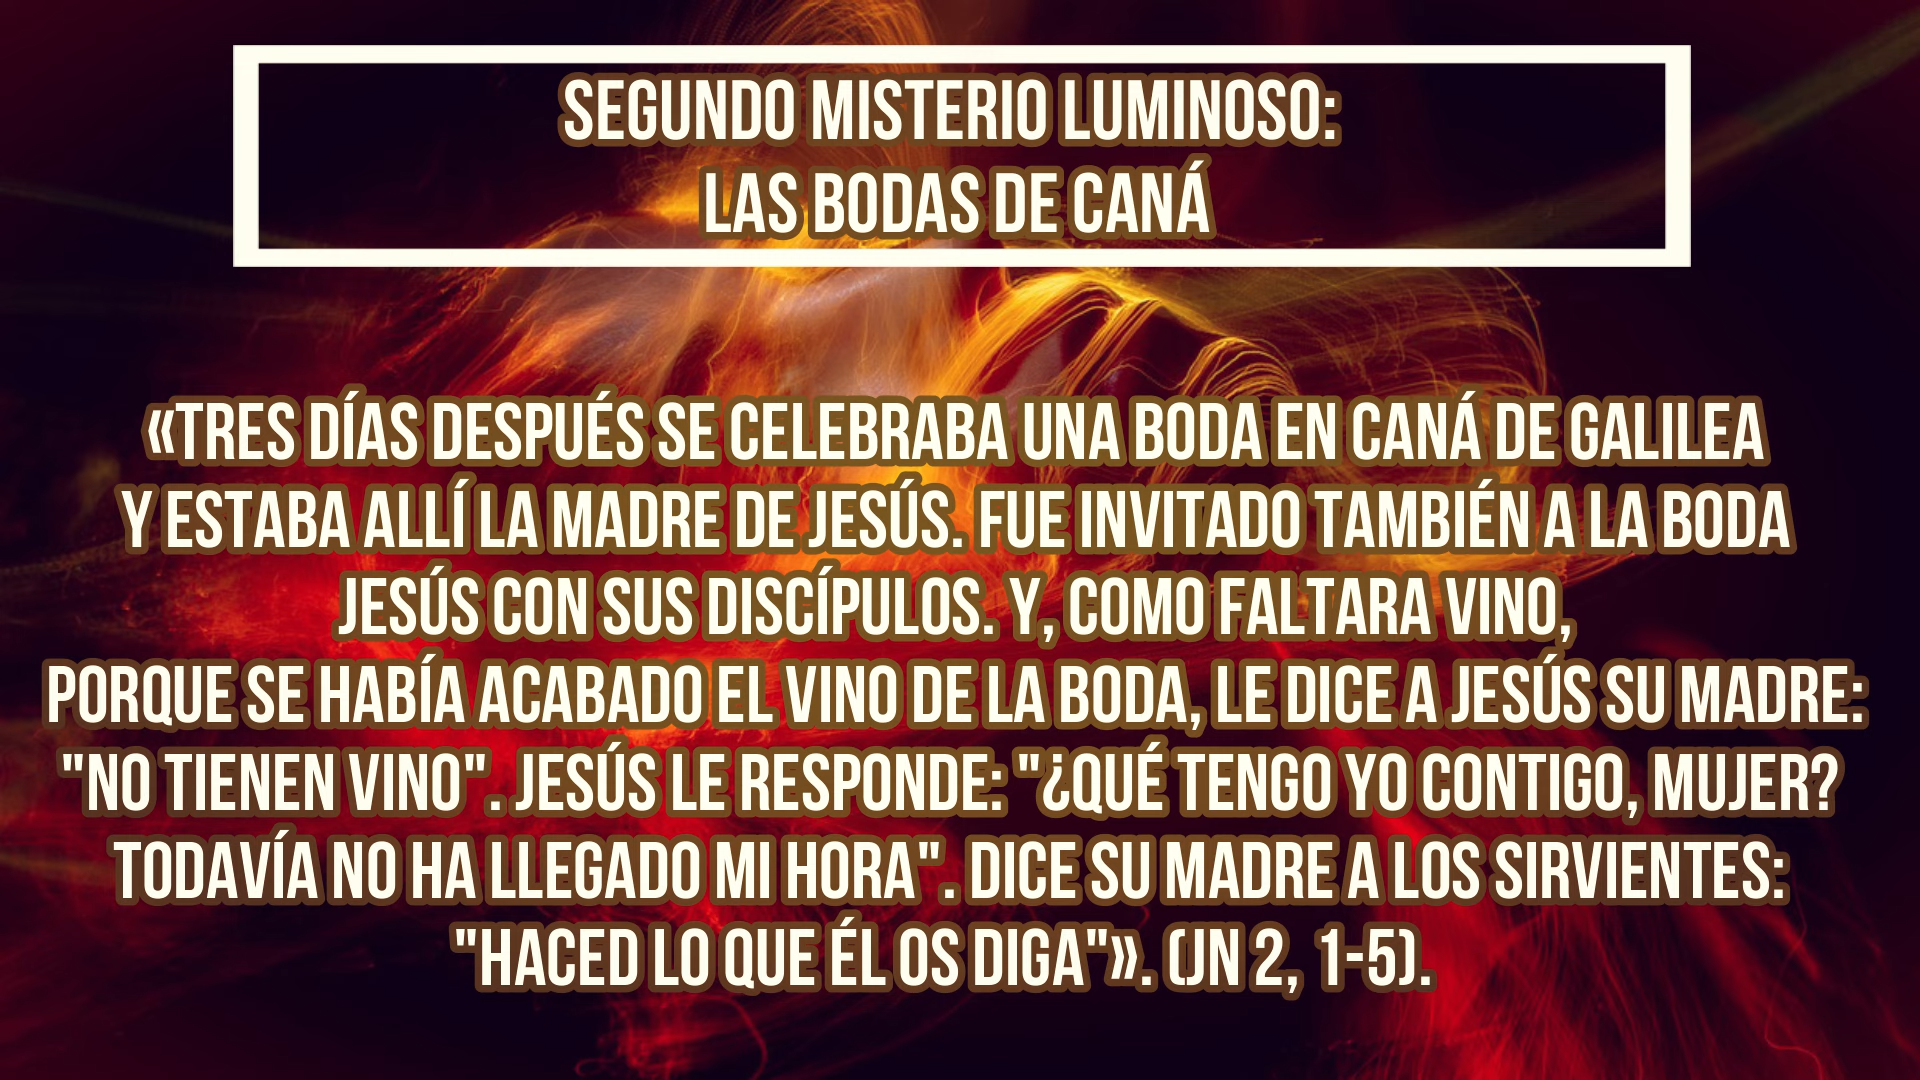 SEGUNDO MISTERIO LUMINOSO:
LAS BODAS DE CANÁ
«TRES DÍAS DESPUÉS SE CELEBRABA UNA BODA EN CANÁ DE GALILEA
Y ESTABA ALLÍ LA MADRE DE JESÚS. FUE INVITADO TAMBIÉN A LA BODA
JESÚS CON SUS DISCÍPULOS. Y, COMO FALTARA VINO,
PORQUE SE HABÍA ACABADO EL VINO DE LA BODA, LE DICE A JESÚS SU MADRE:
"NO TIENEN VINO". JESÚS LE RESPONDE: "¿QUÉ TENGO YO CONTIGO, MUJER?
TODAVÍA NO HA LLEGADO MI HORA". DICE SU MADRE A LOS SIRVIENTES:
"HACED LO QUE ÉL OS DIGA"». (JN 2, 1-5).